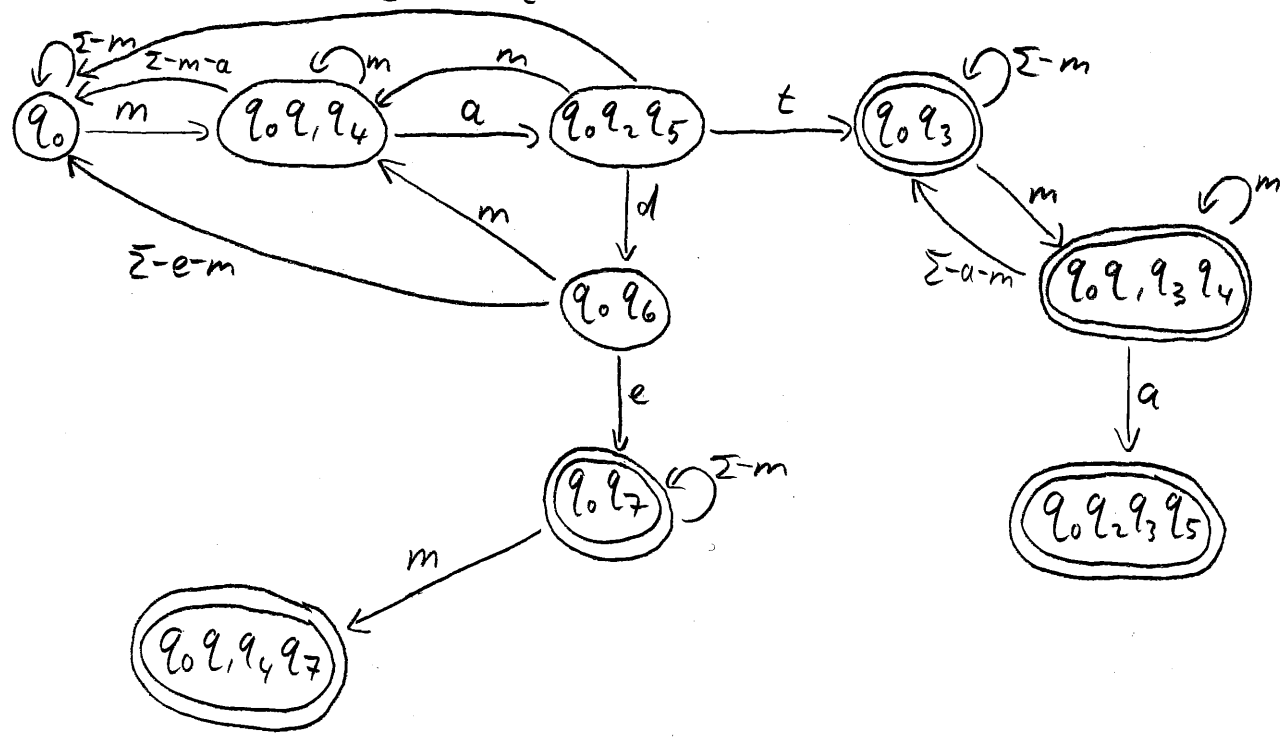 Σ-m
Σ-m-a
m
m
q₀
m
q₀q₁q₄
a
q₀q₂q₅
t
q₀q₃
Σ-m
d
m
m
Σ-a-m
m
q₀q₁q₃q₄
Σ-e-m
q₀q₆
e
a
q₀q₇
Σ-m
q₀q₂q₃q₅
m
q₀q₁q₄q₇